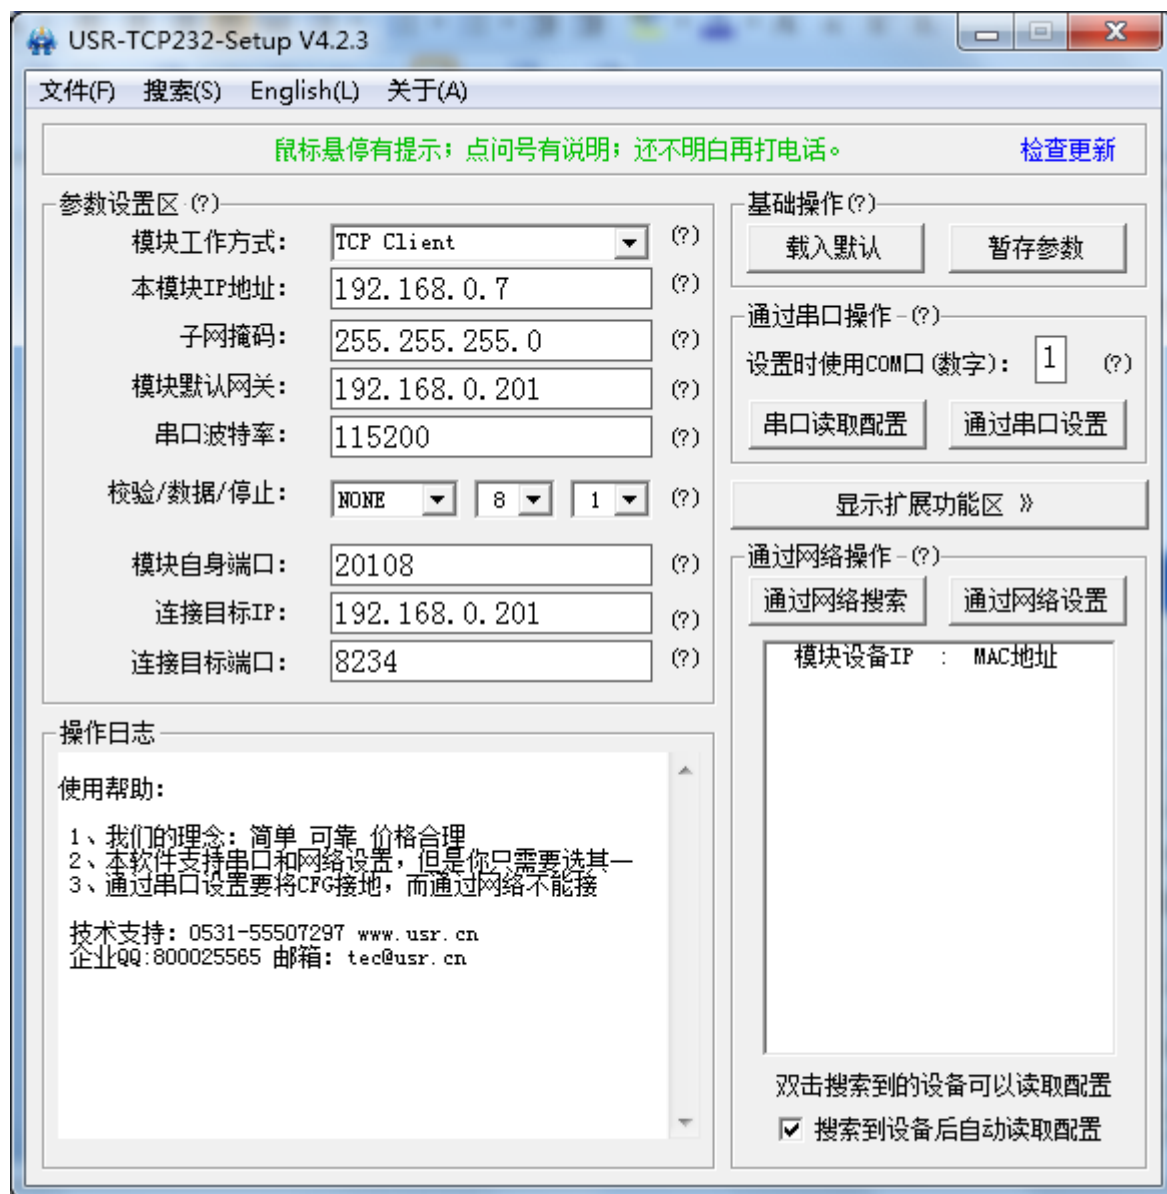 USR-TCP232-Setup V4.2.3
文件(F) 搜索(S) English(L) 关于(A)
鼠标悬停有提示；点问号有说明；还不明白再打电话。 检查更新
参数设置区 (?)
模块工作方式： TCP Client (?)
本模块IP地址： 192.168.0.7 (?)
子网掩码： 255.255.255.0 (?)
模块默认网关： 192.168.0.201 (?)
串口波特率： 115200 (?)
校验/数据/停止： NONE 8 1 (?)
模块自身端口： 20108 (?)
连接目标IP： 192.168.0.201 (?)
连接目标端口： 8234 (?)
操作日志
使用帮助：
1、我们的理念：简单 可靠 价格合理
2、本软件支持串口和网络设置，但是你只需要选其一
3、通过串口设置要将CFG接地，而通过网络不能接
技术支持：0531-55507297 www.usr.cn
企业QQ:800025565 邮箱：tec@usr.cn
基础操作(?)
载入默认 暂存参数
通过串口操作 - (?)
设置时使用COM口(数字)： 1 (?)
串口读取配置 通过串口设置
显示扩展功能区 》
通过网络操作 - (?)
通过网络搜索 通过网络设置
模块设备IP : MAC地址
双击搜索到的设备可以读取配置
搜索到设备后自动读取配置